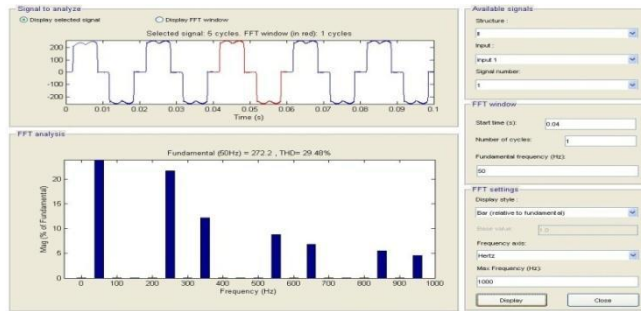 Signal to analyze
Display selected signal
Display FFT window
Selected signal: 5 cycles. FFT window (in red): 1 cycles
200
100
0
-100
-200
0 0.01 0.02 0.03 0.04 0.05 0.06 0.07 0.08 0.09 0.1
Time (s)
FFT analysis
Fundamental (50Hz) = 272.2 , THD= 29.48%
Mag (% of Fundamental)
20
15
10
5
0
0 100 200 300 400 500 600 700 800 900 1000
Frequency (Hz)
Available signals
Structure :
Input :
input 1
Signal number:
1
FFT window
Start time (s):
0.04
Number of cycles:
1
Fundamental frequency (Hz):
50
FFT settings
Display style :
Bar (relative to fundamental)
Base value:
1.0
Frequency axis:
Hertz
Max Frequency (Hz):
1000
Display
Close